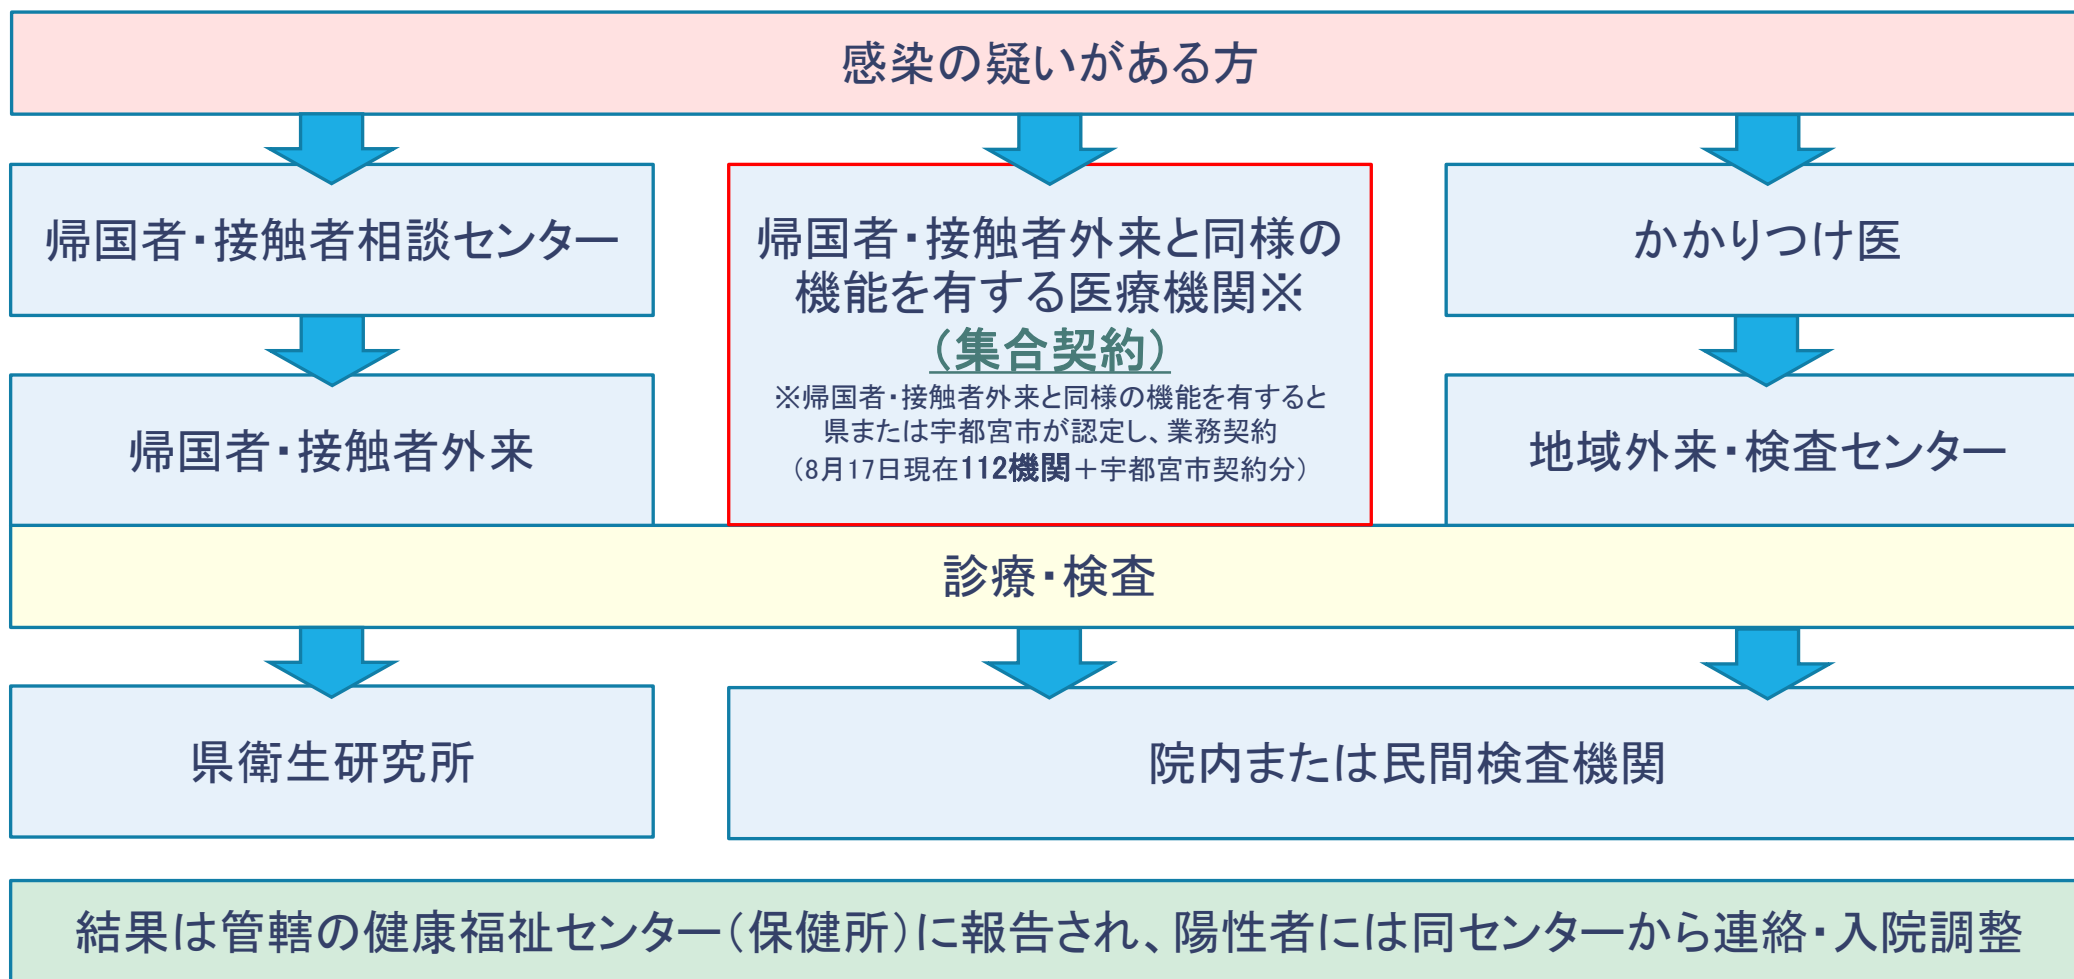 感染の疑いがある方
帰国者・接触者相談センター
帰国者・接触者外来と同様の
機能を有する医療機関※
（集合契約）
※帰国者・接触者外来と同様の機能を有すると
県または宇都宮市が認定し、業務契約
（8月17日現在112機関＋宇都宮市契約分）
かかりつけ医
帰国者・接触者外来
地域外来・検査センター
診療・検査
県衛生研究所
院内または民間検査機関
結果は管轄の健康福祉センター（保健所）に報告され、陽性者には同センターから連絡・入院調整